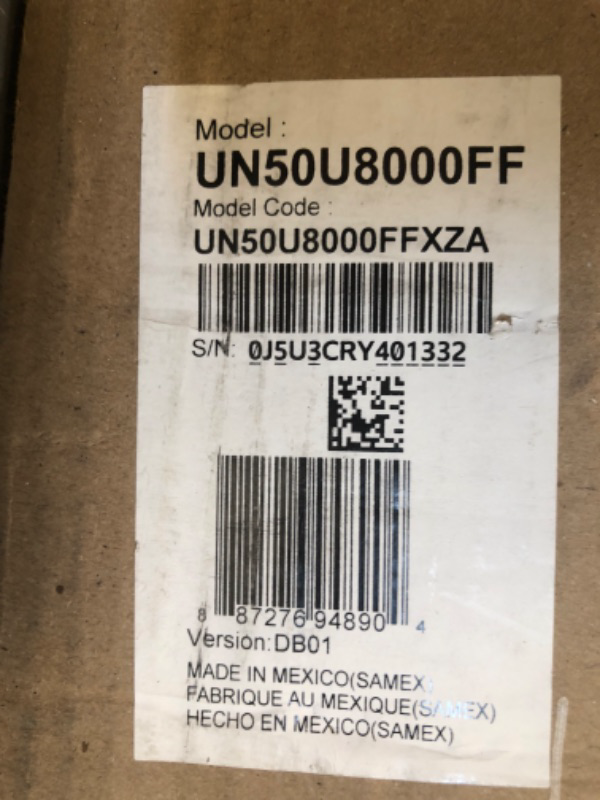 Model :
UN50U8000FF
Model Code :
UN50U8000FFXZA
S/N: 0J5U3CRY401332
8 87276 94890 4
Version:DB01
MADE IN MEXICO(SAMEX)
FABRIQUE AU MEXIQUE(SAMEX)
HECHO EN MEXICO(SAMEX)